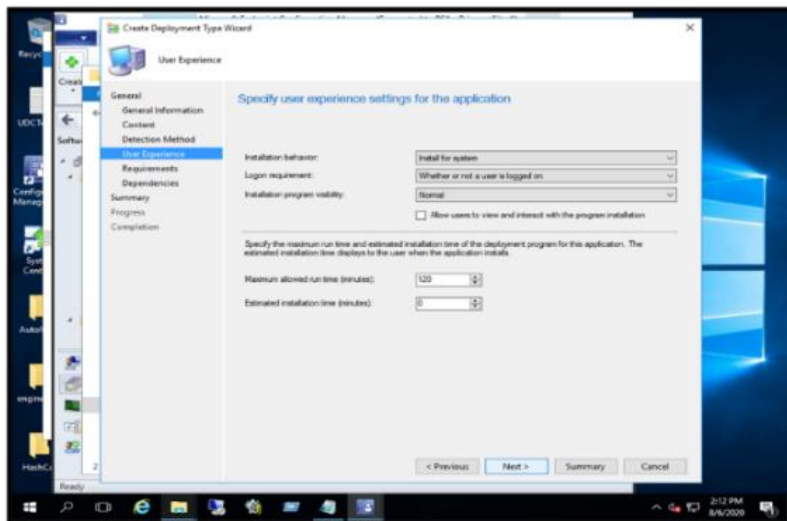 Create Deployment Type Wizard
User Experience
General
General Information
Content
Detection Method
User Experience
Requirements
Dependencies
Summary
Progress
Completion
Specify user experience settings for the application
Installation behavior: Install for system
Logon requirement: Whether or not a user is logged on
Installation program visibility: Normal
Allow users to view and interact with the program installation
Specify the maximum run time and estimated installation time of the deployment program for this application. The
estimated installation time displays to the user when the application installs.
Maximum allowed run time (minutes): 120
Estimated installation time (minutes): 0
< Previous Next > Summary Cancel
Ready
2:12 PM
8/6/2020